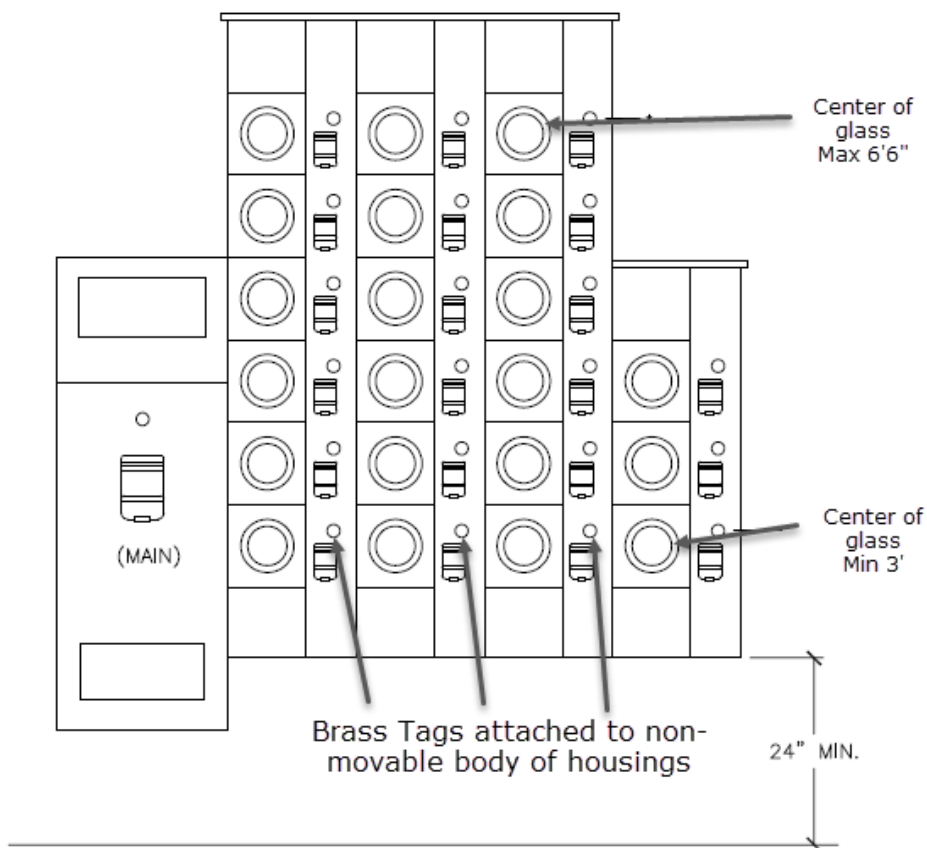 Center of
glass
Max 6'6"
Center of
glass
Min 3'
(MAIN)
Brass Tags attached to non-
movable body of housings
24" MIN.